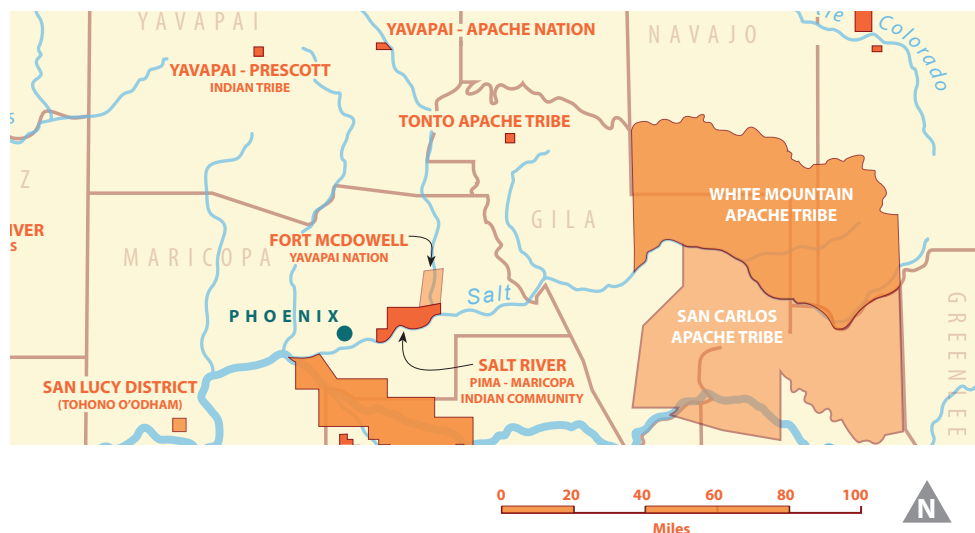 YAVAPAI
YAVAPAI - APACHE NATION
NAVAJO
Colorado
YAVAPAI - PRESCOTT
INDIAN TRIBE
TONTO APACHE TRIBE
Z
WHITE MOUNTAIN
APACHE TRIBE
GILA
IVER
S
MARICOPA
FORT MCDOWELL
YAVAPAI NATION
Salt
PHOENIX
SAN CARLOS
APACHE TRIBE
GREENLEE
SALT RIVER
PIMA - MARICOPA
INDIAN COMMUNITY
SAN LUCY DISTRICT
(TOHONO O'ODHAM)
0 20 40 60 80 100
Miles
N